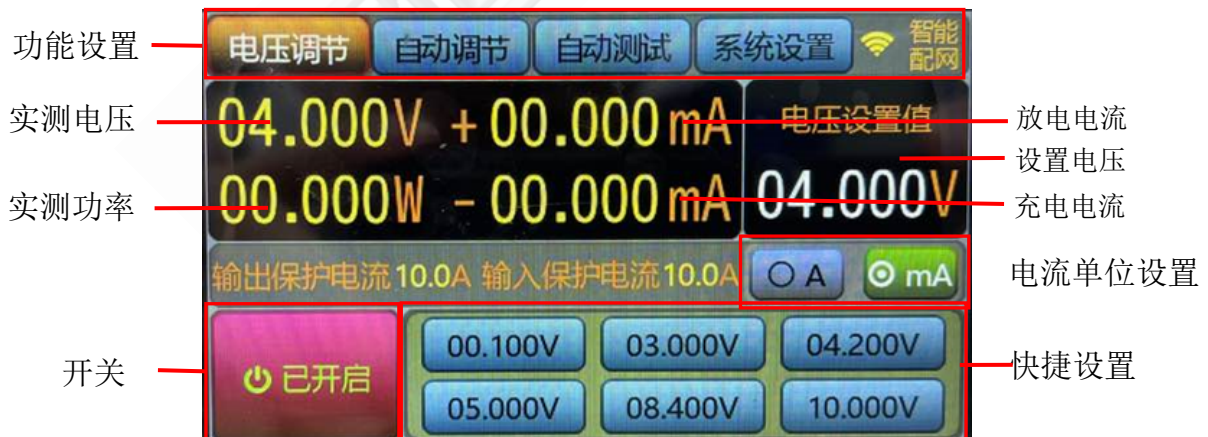 功能设置
电压调节 自动调节 自动测试 系统设置 智能
配网
实测电压
04.000V +00.000mA 电压设置值
放电电流
设置电压
实测功率
00.000W -00.000mA 04.000V
充电电流
输出保护电流10.0A 输入保护电流10.0A A mA
电流单位设置
开关
已开启
00.100V 03.000V 04.200V
快捷设置
05.000V 08.400V 10.000V